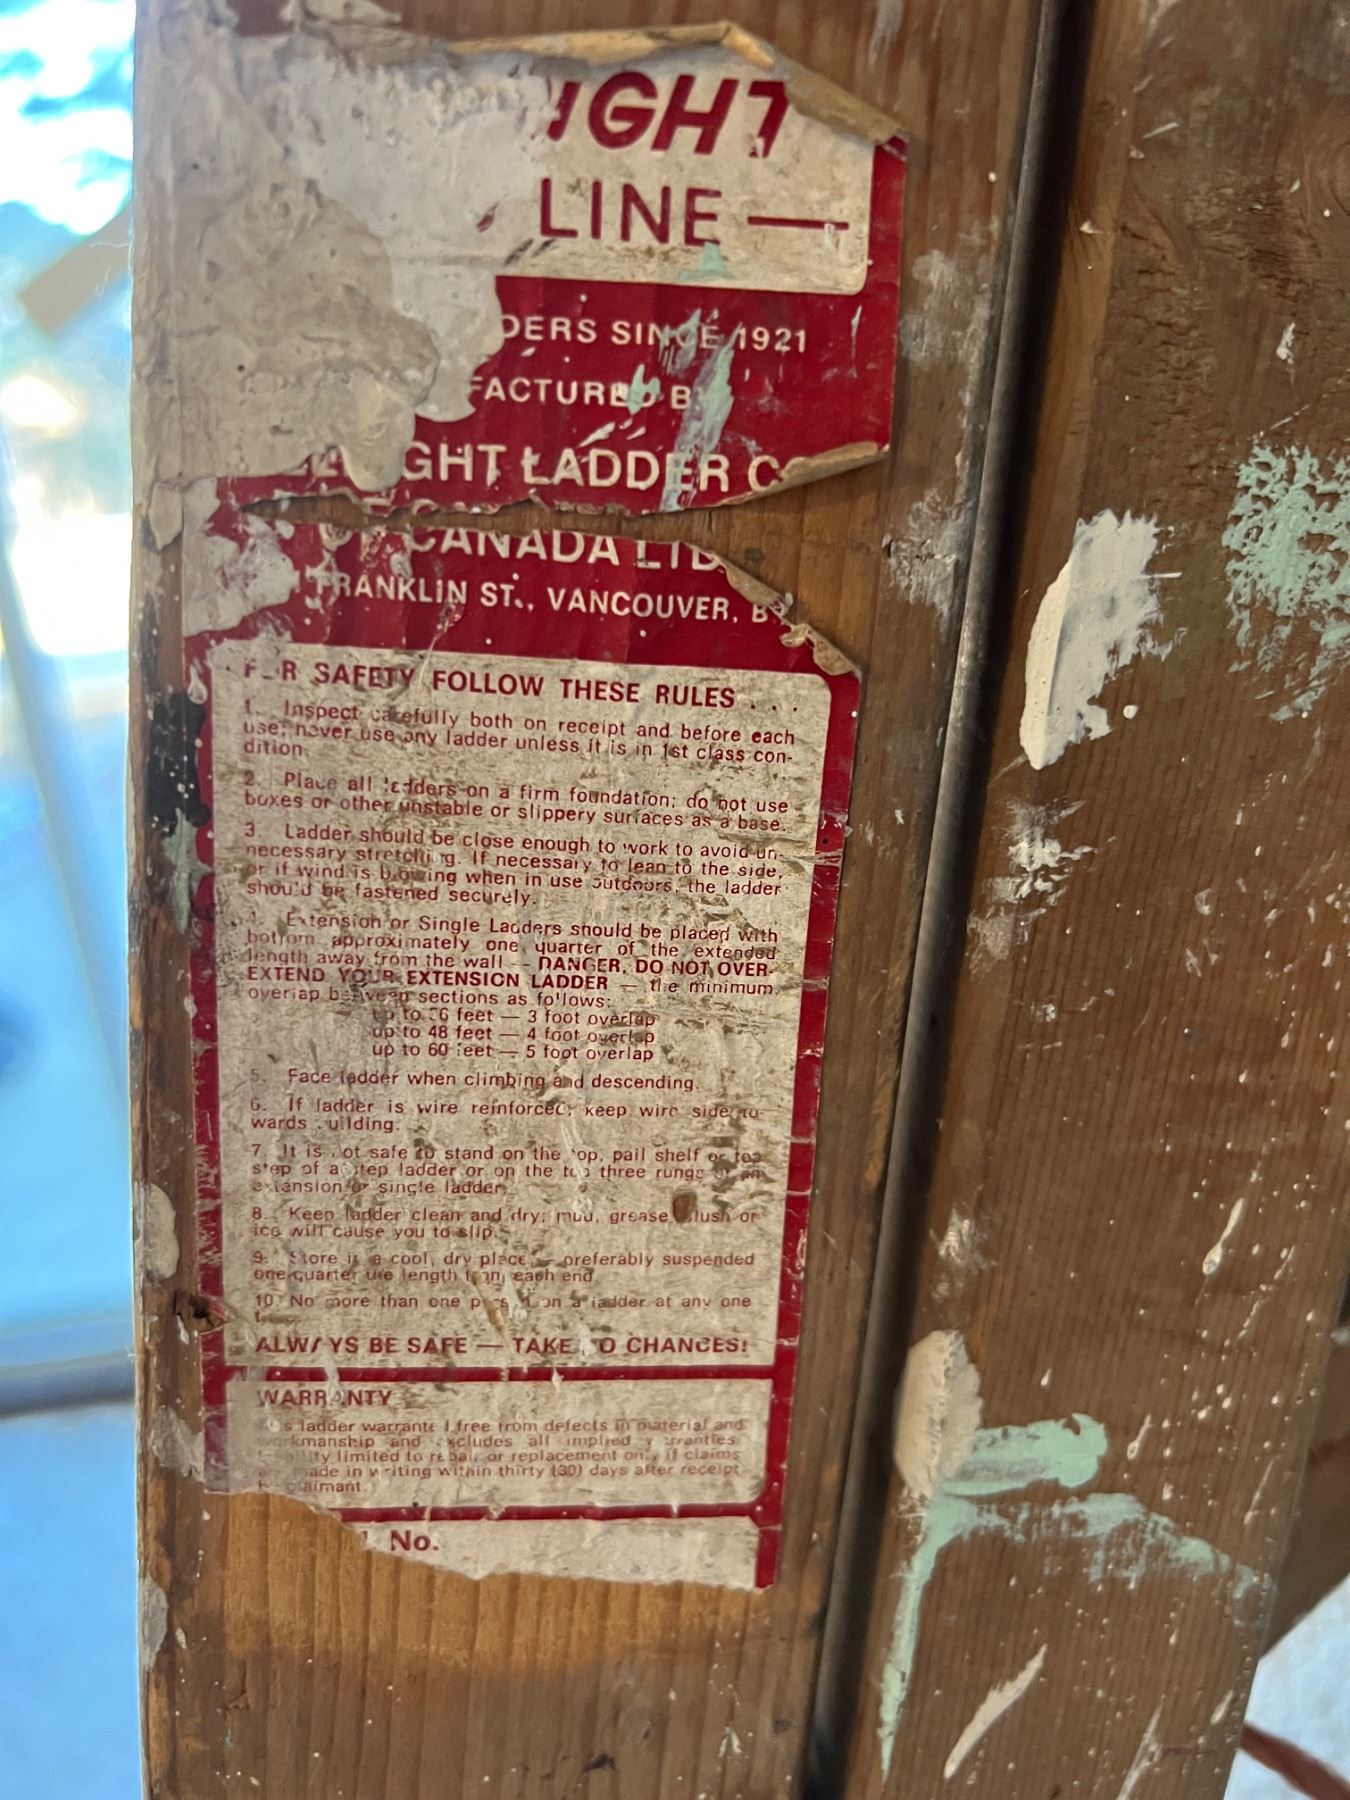 IGHT
LINE —
DERS SINCE 1921
FACTURED B
GHT LADDER C
CANADA LTD
FRANKLIN ST., VANCOUVER, B
FOR SAFETY FOLLOW THESE RULES . . .
1. Inspect carefully both on receipt and before each
use; never use any ladder unless it is in 1st class con-
dition.
2. Place all ladders on a firm foundation; do not use
boxes or other unstable or slippery surfaces as a base.
3. Ladder should be close enough to work to avoid un-
necessary stretching. If necessary to lean to the side,
or if wind is blowing when in use outdoors, the ladder
should be fastened securely.
4. Extension or Single Ladders should be placed with
bottom approximately one quarter of the extended
length away from the wall — DANGER, DO NOT OVER-
EXTEND YOUR EXTENSION LADDER — the minimum
overlap between sections as follows:
up to 36 feet — 3 foot overlap
up to 48 feet — 4 foot overlap
up to 60 feet — 5 foot overlap
5. Face ladder when climbing and descending.
6. If ladder is wire reinforced; keep wire side to-
wards building.
7. It is not safe to stand on the top, pail shelf or top
step of a step ladder or on the top three rungs of an
extension or single ladder.
8. Keep ladder clean and dry; mud, grease slush or
ice will cause you to slip.
9. Store in a cool, dry place — preferably suspended
one-quarter the length from each end.
10. No more than one person on a ladder at any one
ALWAYS BE SAFE — TAKE NO CHANCES!
WARRANTY
ladder warranted free from defects in material and
workmanship and excludes all implied warranties.
limited to repair or replacement only if claims
made in writing within thirty (30) days after receipt
claimant.
No.